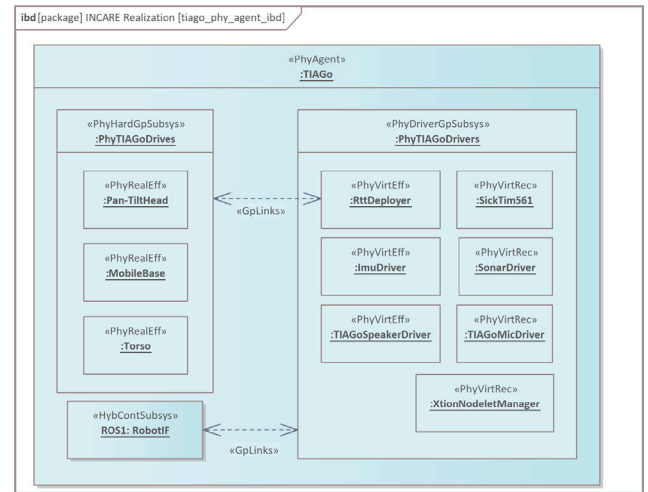 ibd [package] INCARE Realization [tiago_phy_agent_ibd]
«PhyAgent»
:TIAGo
«PhyHardGpSubsys»
:PhyTIAGoDrives
«PhyRealEff»
:Pan-TiltHead
«PhyRealEff»
:MobileBase
«PhyRealEff»
:Torso
«GpLinks»
«PhyDriverGpSubsys»
:PhyTIAGoDrivers
«PhyVirtEff»
:RttDeployer
«PhyVirtRec»
:SickTim561
«PhyVirtEff»
:ImuDriver
«PhyVirtRec»
:SonarDriver
«PhyVirtEff»
:TIAGoSpeakerDriver
«PhyVirtRec»
:TIAGoMicDriver
«PhyVirtRec»
:XtionNodeletManager
«HybContSubsys»
ROS1: RobotIF
«GpLinks»